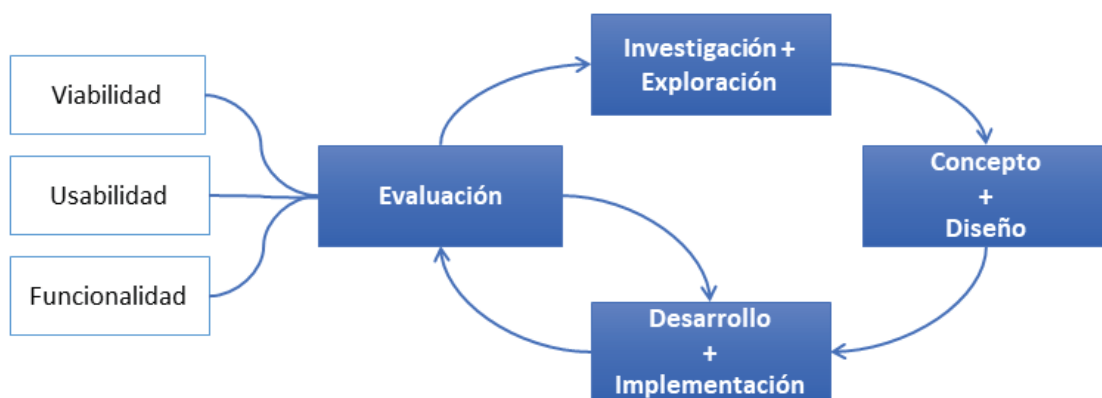 Viabilidad
Usabilidad
Funcionalidad
Evaluación
Investigación +
Exploración
Concepto
+
Diseño
Desarrollo
+
Implementación